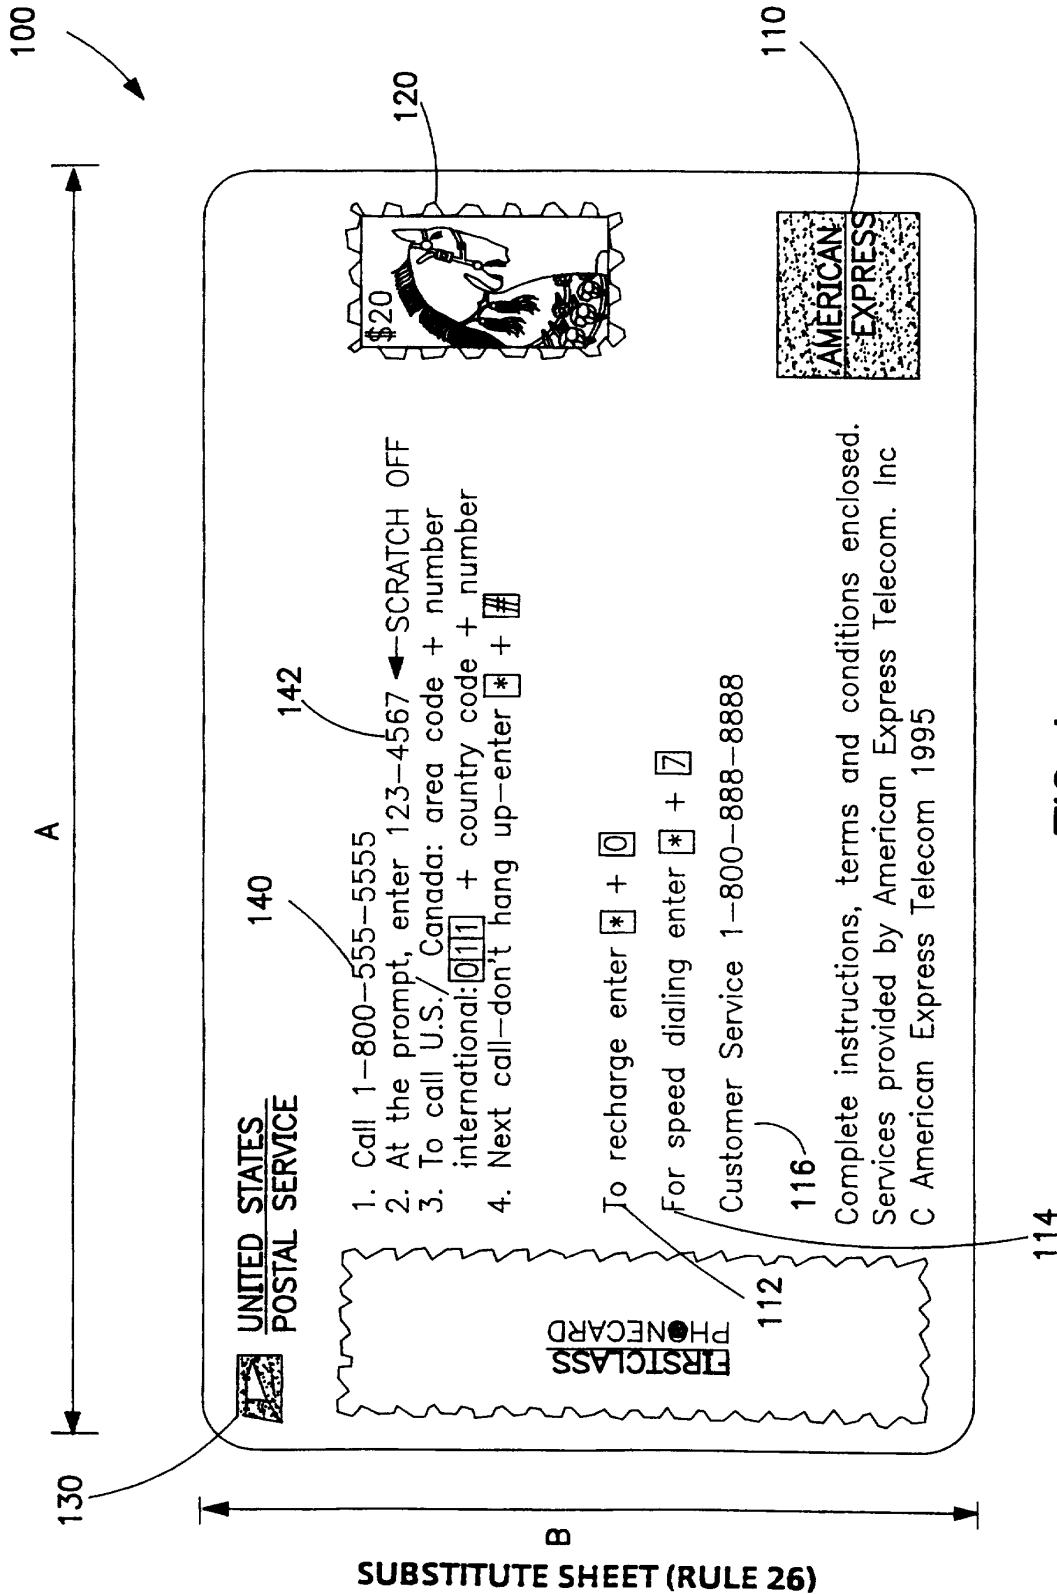 100
A
130
UNITED STATES
POSTAL SERVICE
140
142
120
$20
1. Call 1-800-555-5555
2. At the prompt, enter 123-4567 ←SCRATCH OFF
3. To call U.S./ Canada: area code + number
international:011 + country code + number
4. Next call-don't hang up-enter * + #
FIRSTCLASS
PHONECARD
To recharge enter * + 0
For speed dialing enter * + 7
Customer Service 1-800-888-8888
112
116
Complete instructions, terms and conditions enclosed.
Services provided by American Express Telecom. Inc
C American Express Telecom 1995
AMERICAN
EXPRESS
110
114
B
SUBSTITUTE SHEET (RULE 26)